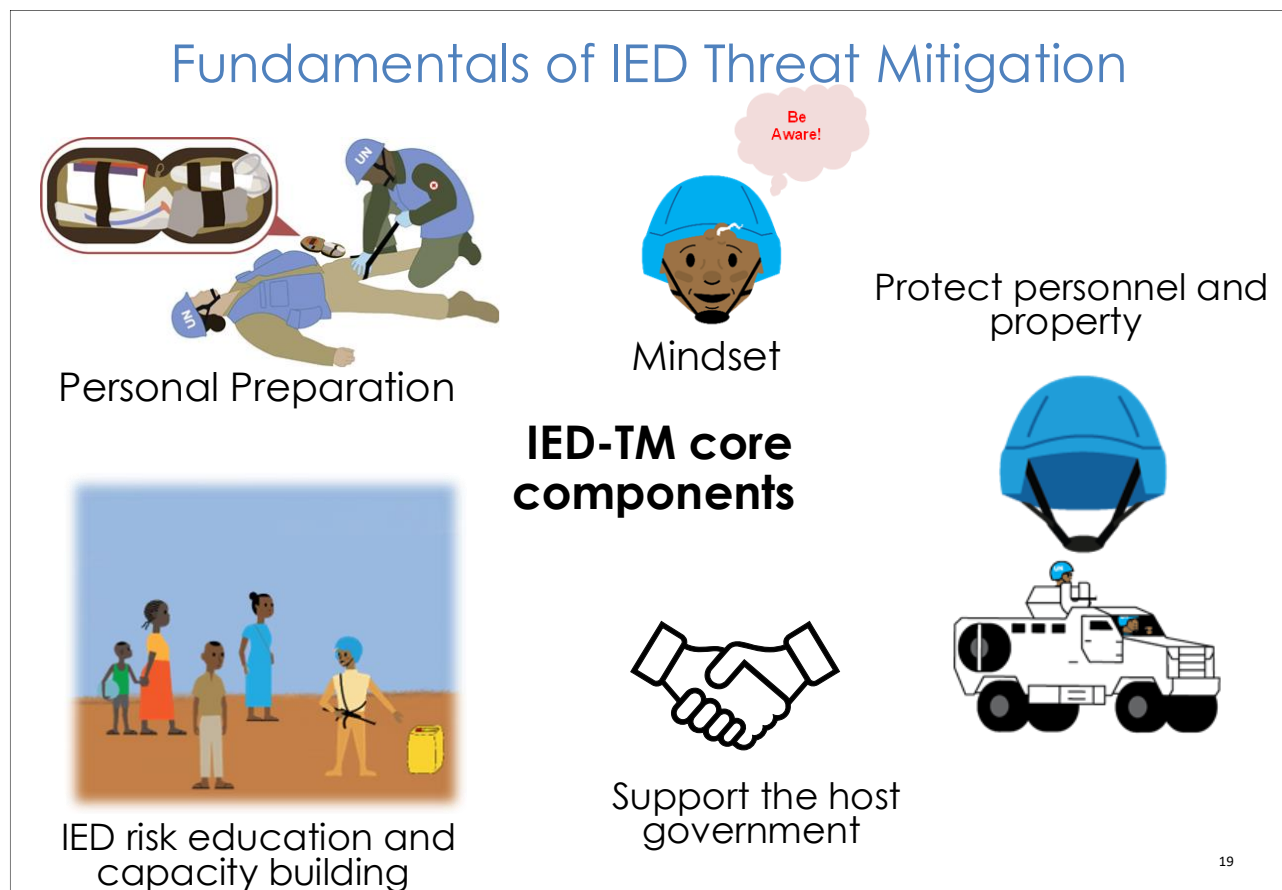 Fundamentals of IED Threat Mitigation
Be
Aware!
UN
UN
Personal Preparation
Mindset
Protect personnel and
property
IED-TM core
components
UN
IED risk education and
capacity building
Support the host
government
19